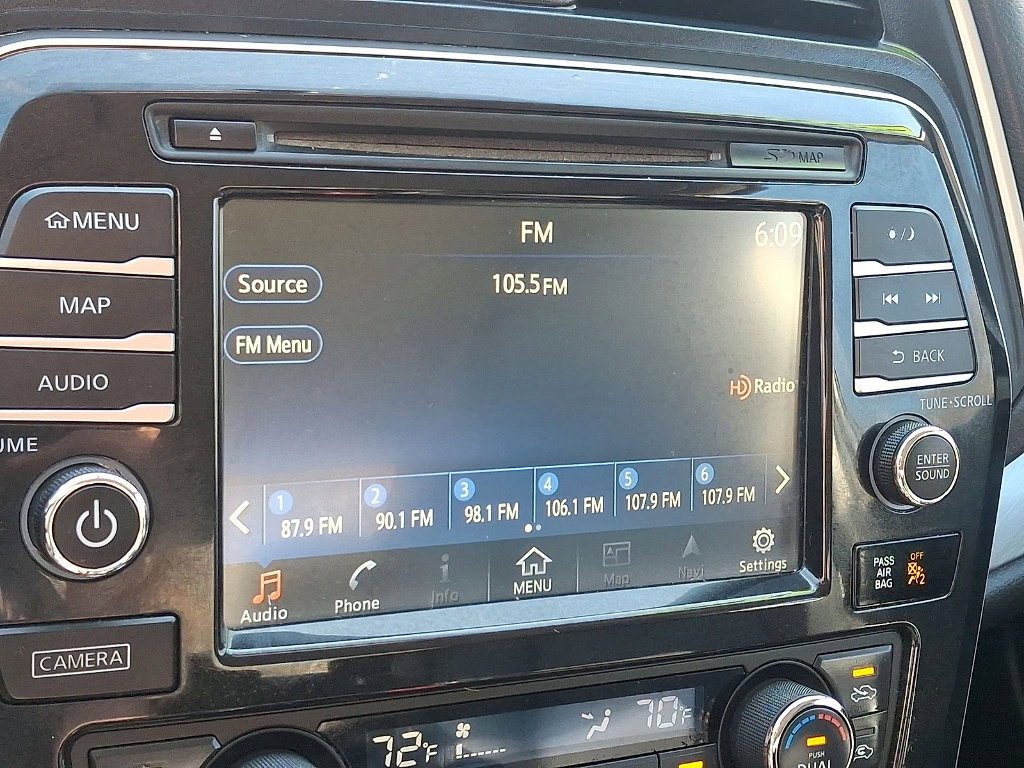 MAP
MENU
MAP
AUDIO
UME
CAMERA
FM
6:09
Source
105.5 FM
FM Menu
HD Radio
1
87.9 FM
2
90.1 FM
3
98.1 FM
4
106.1 FM
5
107.9 FM
6
107.9 FM
Audio
Phone
Info
MENU
Map
Navi
Settings
BACK
TUNE·SCROLL
ENTER
SOUND
PASS
AIR
BAG
OFF
2
72°F
70°F
PUSH
DUAL